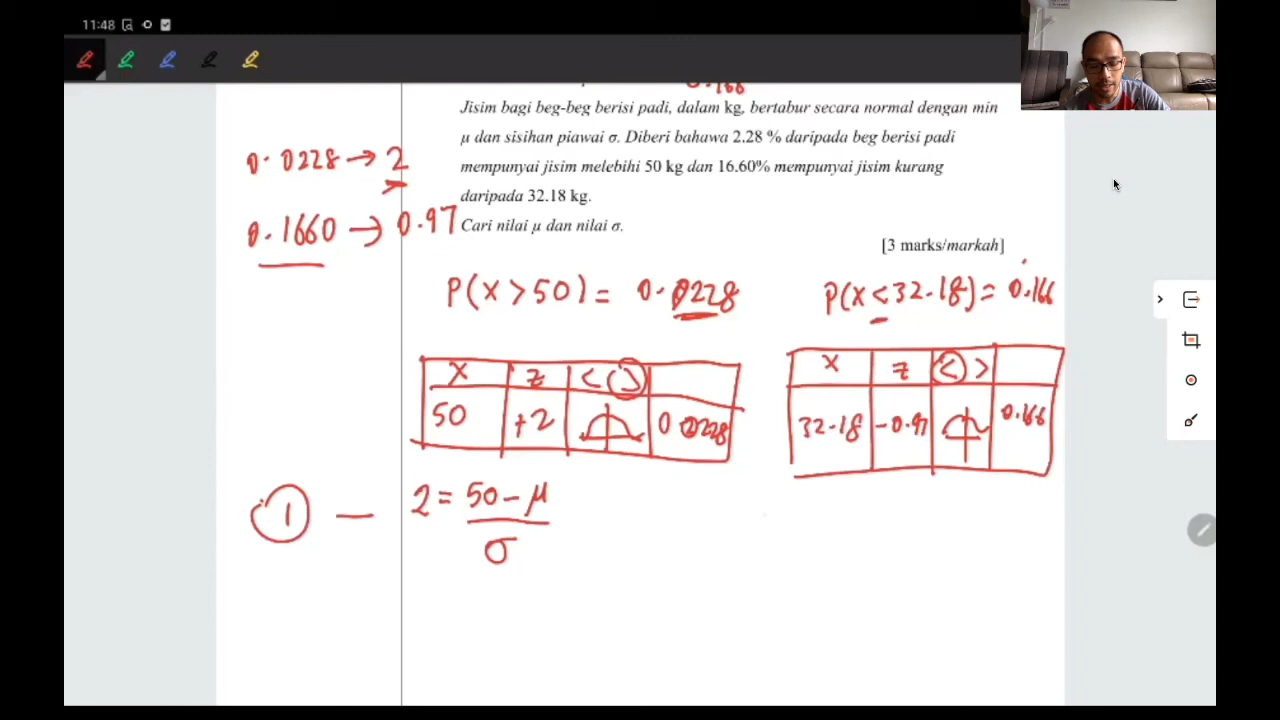 11:48
0.166
Jisim bagi beg-beg berisi padi, dalam kg, bertabur secara normal dengan min
μ dan sisihan piawai σ. Diberi bahawa 2.28 % daripada beg berisi padi
mempunyai jisim melebihi 50 kg dan 16.60% mempunyai jisim kurang
daripada 32.18 kg.
Cari nilai μ dan nilai σ.
[3 marks/markah]
0.0228 → 2
0.1660 → 0.97
P(X > 50) = 0.0228
P(X < 32.18) = 0.166
X z < >
50 +2 0.0228
X z < >
32.18 -0.97 0.166
1 — 2 = 50 - μ
σ